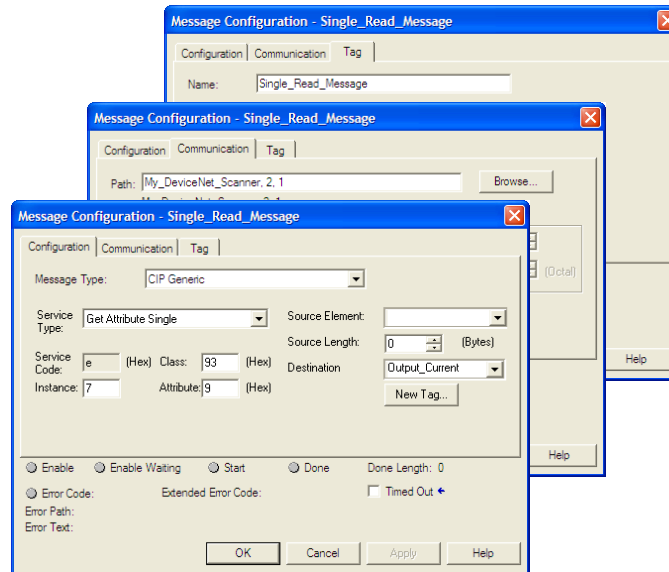 Message Configuration - Single_Read_Message
Configuration Communication Tag
Name: Single_Read_Message
Help
Message Configuration - Single_Read_Message
Configuration Communication Tag
Path: My_DeviceNet_Scanner, 2, 1 Browse...
(Octal)
Help
Message Configuration - Single_Read_Message
Configuration Communication Tag
Message Type: CIP Generic
Service Type: Get Attribute Single Source Element:
Source Length: 0 (Bytes)
Service Code: e (Hex) Class: 93 (Hex) Destination Output_Current
Instance: 7 Attribute: 9 (Hex) New Tag...
Enable Enable Waiting Start Done Done Length: 0
Error Code: Extended Error Code: Timed Out
Error Path:
Error Text:
OK Cancel Apply Help